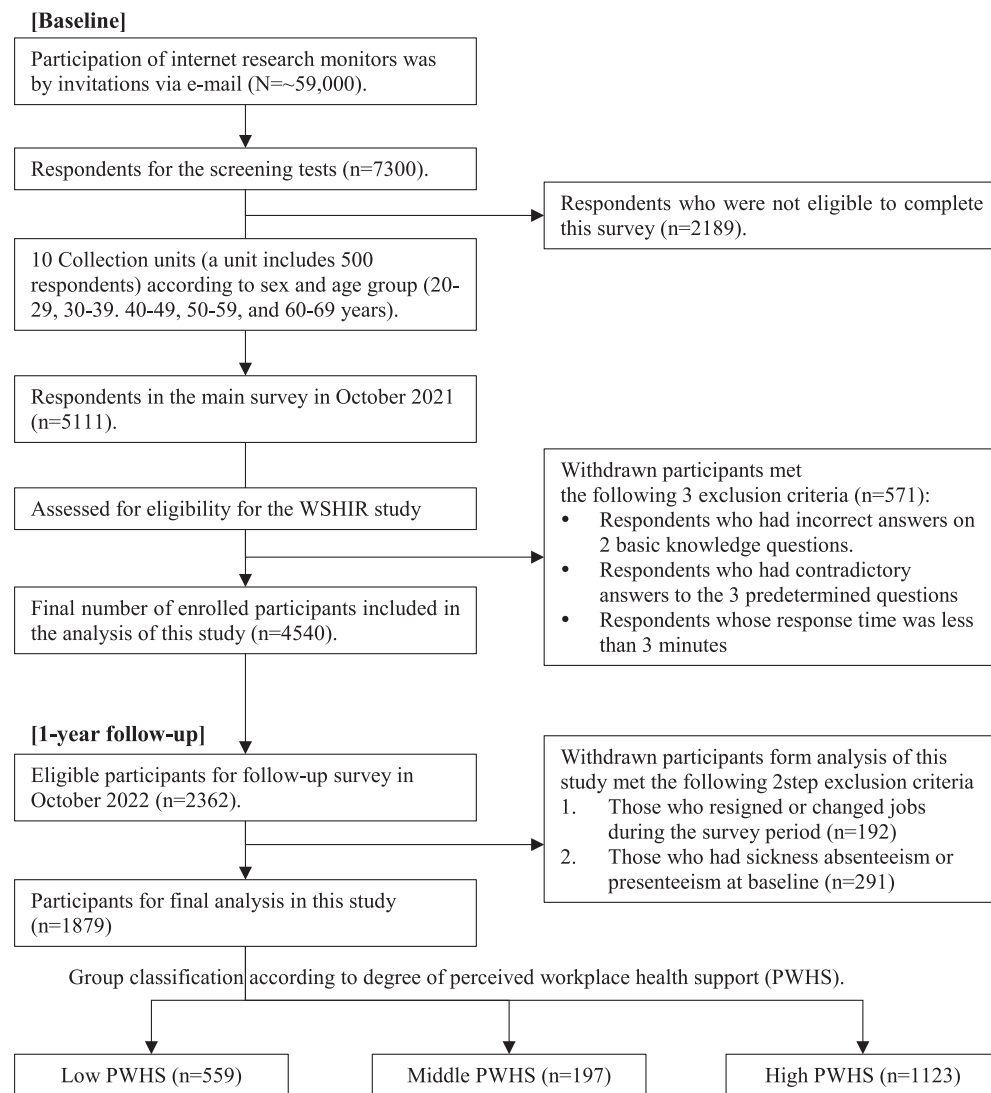 [Baseline]
Participation of internet research monitors was
by invitations via e-mail (N=~59,000).
Respondents for the screening tests (n=7300).
Respondents who were not eligible to complete
this survey (n=2189).
10 Collection units (a unit includes 500
respondents) according to sex and age group (20-
29, 30-39. 40-49, 50-59, and 60-69 years).
Respondents in the main survey in October 2021
(n=5111).
Assessed for eligibility for the WSHIR study
Withdrawn participants met
the following 3 exclusion criteria (n=571):
• Respondents who had incorrect answers on
2 basic knowledge questions.
• Respondents who had contradictory
answers to the 3 predetermined questions
• Respondents whose response time was less
than 3 minutes
Final number of enrolled participants included in
the analysis of this study (n=4540).
[1-year follow-up]
Eligible participants for follow-up survey in
October 2022 (n=2362).
Withdrawn participants form analysis of this
study met the following 2step exclusion criteria
1. Those who resigned or changed jobs
during the survey period (n=192)
2. Those who had sickness absenteeism or
presenteeism at baseline (n=291)
Participants for final analysis in this study
(n=1879)
Group classification according to degree of perceived workplace health support (PWHS).
Low PWHS (n=559)
Middle PWHS (n=197)
High PWHS (n=1123)